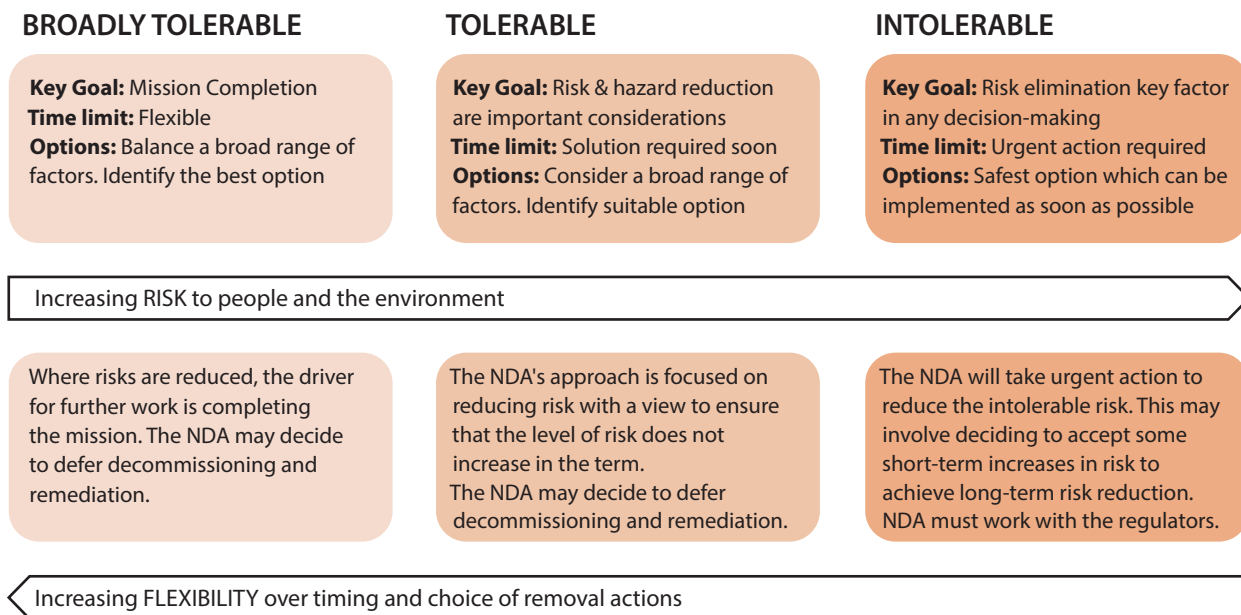 BROADLY TOLERABLE
Key Goal: Mission Completion
Time limit: Flexible
Options: Balance a broad range of
factors. Identify the best option
TOLERABLE
Key Goal: Risk & hazard reduction
are important considerations
Time limit: Solution required soon
Options: Consider a broad range of
factors. Identify suitable option
INTOLERABLE
Key Goal: Risk elimination key factor
in any decision-making
Time limit: Urgent action required
Options: Safest option which can be
implemented as soon as possible
Increasing RISK to people and the environment
Where risks are reduced, the driver
for further work is completing
the mission. The NDA may decide
to defer decommissioning and
remediation.
The NDA's approach is focused on
reducing risk with a view to ensure
that the level of risk does not
increase in the term.
The NDA may decide to defer
decommissioning and remediation.
The NDA will take urgent action to
reduce the intolerable risk. This may
involve deciding to accept some
short-term increases in risk to
achieve long-term risk reduction.
NDA must work with the regulators.
Increasing FLEXIBILITY over timing and choice of removal actions